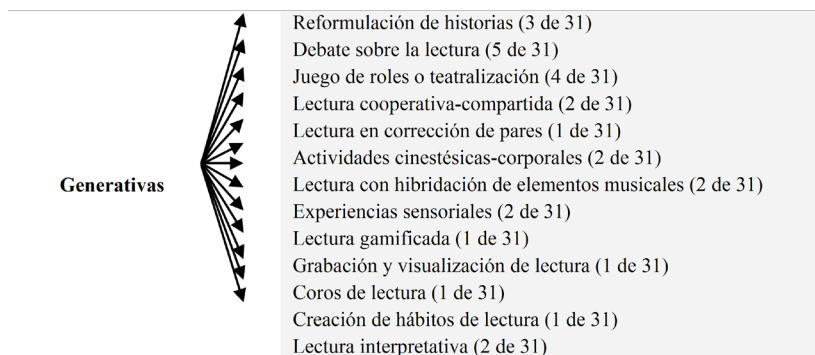 Reformulación de historias (3 de 31)
Debate sobre la lectura (5 de 31)
Juego de roles o teatralización (4 de 31)
Lectura cooperativa-compartida (2 de 31)
Lectura en corrección de pares (1 de 31)
Actividades cinestésicas-corporales (2 de 31)
Generativas
Lectura con hibridación de elementos musicales (2 de 31)
Experiencias sensoriales (2 de 31)
Lectura gamificada (1 de 31)
Grabación y visualización de lectura (1 de 31)
Coros de lectura (1 de 31)
Creación de hábitos de lectura (1 de 31)
Lectura interpretativa (2 de 31)